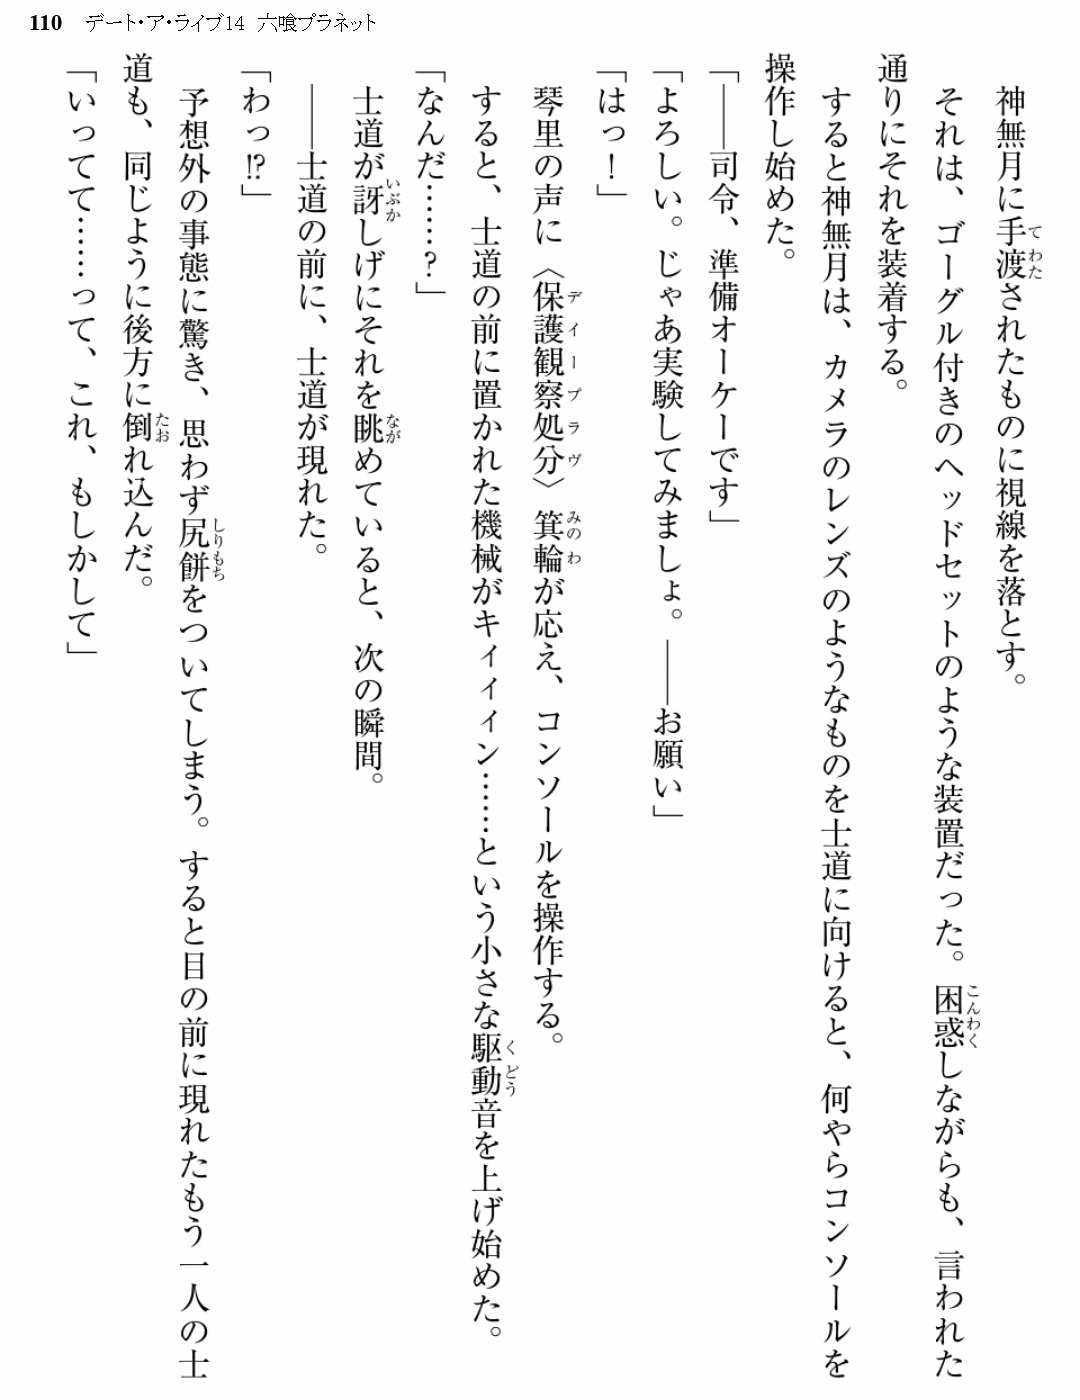 110 デート・ア・ライブ14 六喰プラネット
神無月に手渡されたものに視線を落とす。
それは、ゴーグル付きのヘッドセットのような装置だった。困惑しながらも、言われた
通りにそれを装着する。
すると神無月は、カメラのレンズのようなものを士道に向けると、何やらコンソールを
操作し始めた。
「――司令、準備オーケーです」
「よろしい。じゃあ実験してみましょ。――お願い」
「はっ！」
琴里の声に〈保護観察処分〉箕輪が応え、コンソールを操作する。
すると、士道の前に置かれた機械がキィィィン……という小さな駆動音を上げ始めた。
「なんだ……？」
士道が訝しげにそれを眺めていると、次の瞬間。
――士道の前に、士道が現れた。
「わっ⁉」
予想外の事態に驚き、思わず尻餅をついてしまう。すると目の前に現れたもう一人の士
道も、同じように後方に倒れ込んだ。
「いってて……って、これ、もしかして」